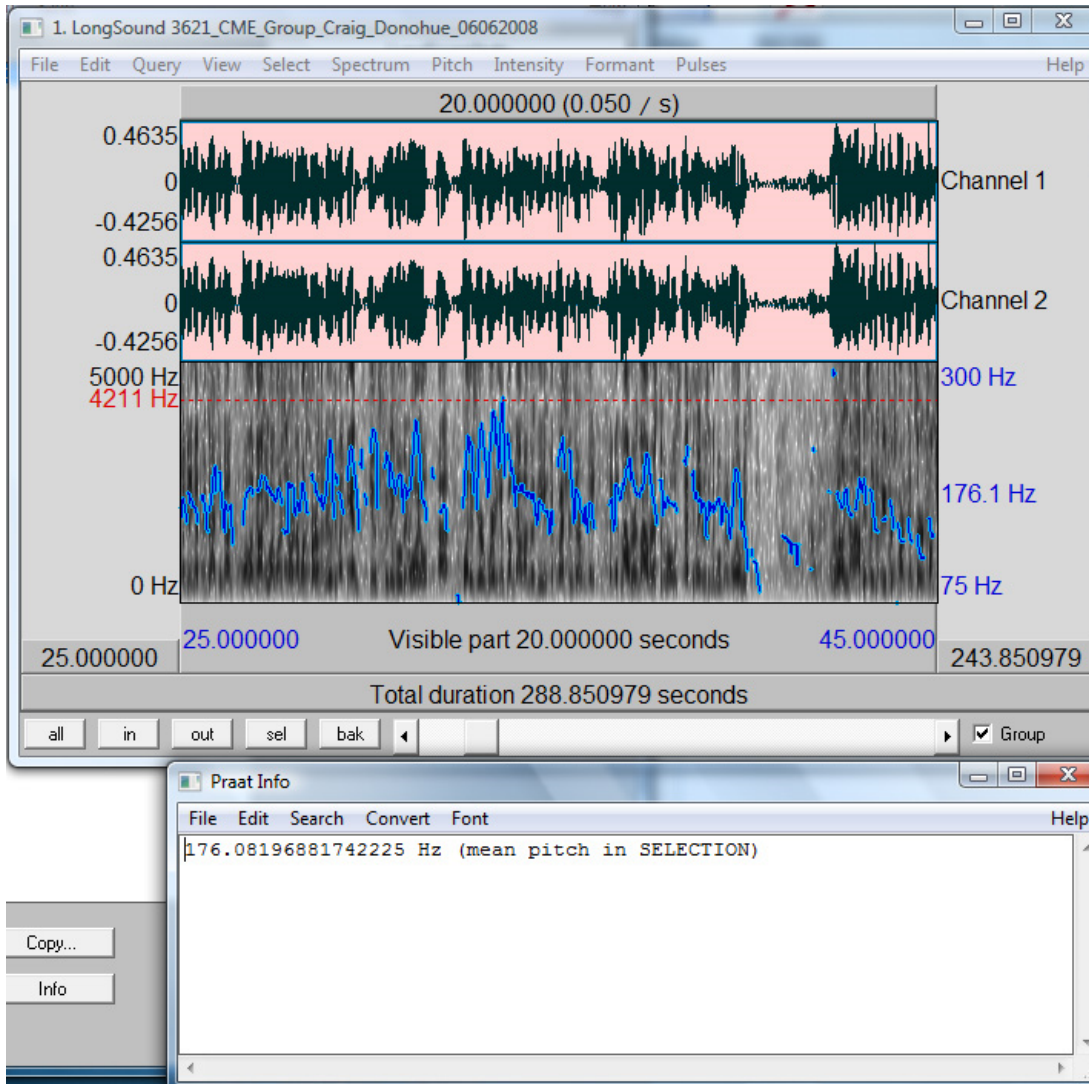 1. LongSound 3621_CME_Group_Craig_Donohue_06062008
File Edit Query View Select Spectrum Pitch Intensity Formant Pulses Help
20.000000 (0.050 / s)
0.4635
0 Channel 1
-0.4256
0.4635
0 Channel 2
-0.4256
5000 Hz 300 Hz
4211 Hz
176.1 Hz
0 Hz 75 Hz
25.000000 Visible part 20.000000 seconds 45.000000
25.000000 243.850979
Total duration 288.850979 seconds
all in out sel bak Group
Praat Info
File Edit Search Convert Font Help
176.08196881742225 Hz (mean pitch in SELECTION)
Copy...
Info